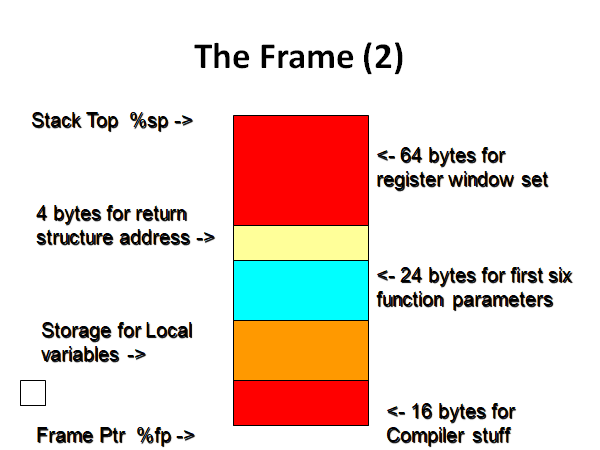 The Frame (2)
Stack Top %sp ->
<- 64 bytes for
register window set
4 bytes for return
structure address ->
<- 24 bytes for first six
function parameters
Storage for Local
variables ->
<- 16 bytes for
Compiler stuff
Frame Ptr %fp ->